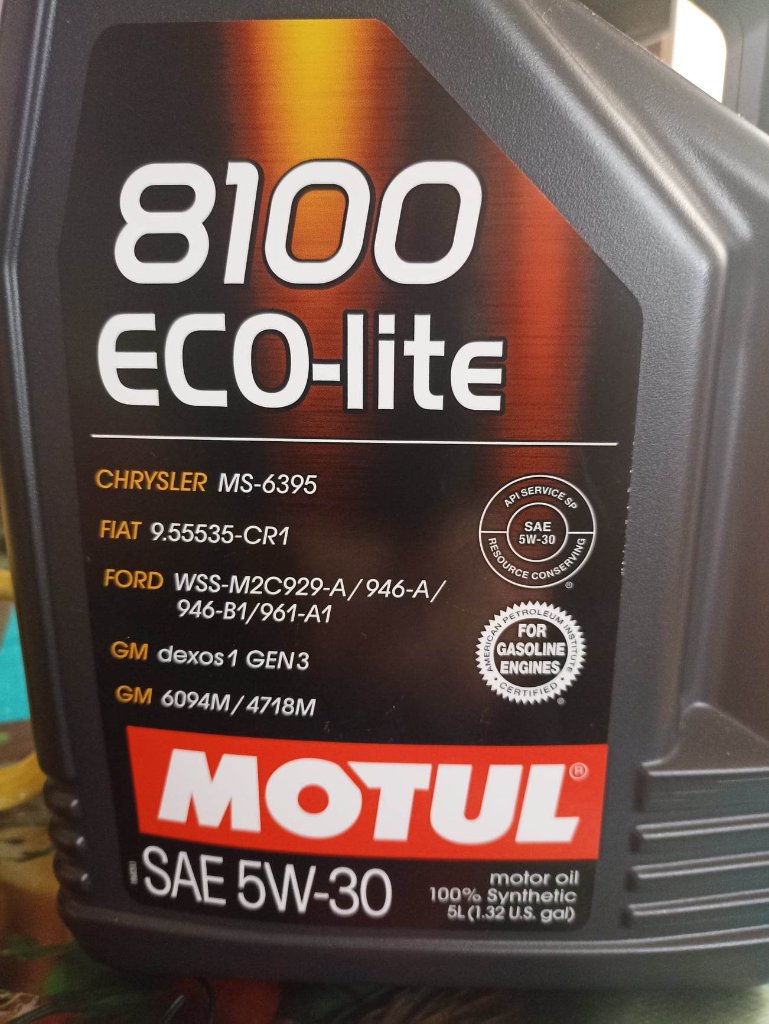 8100
ECO-lite
CHRYSLER MS-6395
FIAT 9.55535-CR1
FORD WSS-M2C929-A/946-A/
946-B1/961-A1
GM dexos1 GEN3
GM 6094M/4718M
API SERVICE SP
SAE
5W-30
RESOURCE CONSERVING
®
AMERICAN PETROLEUM INSTITUTE
FOR
GASOLINE
ENGINES
CERTIFIED
®
MOTUL®
SAE 5W-30
motor oil
100% Synthetic
5L (1.32 U.S. gal)